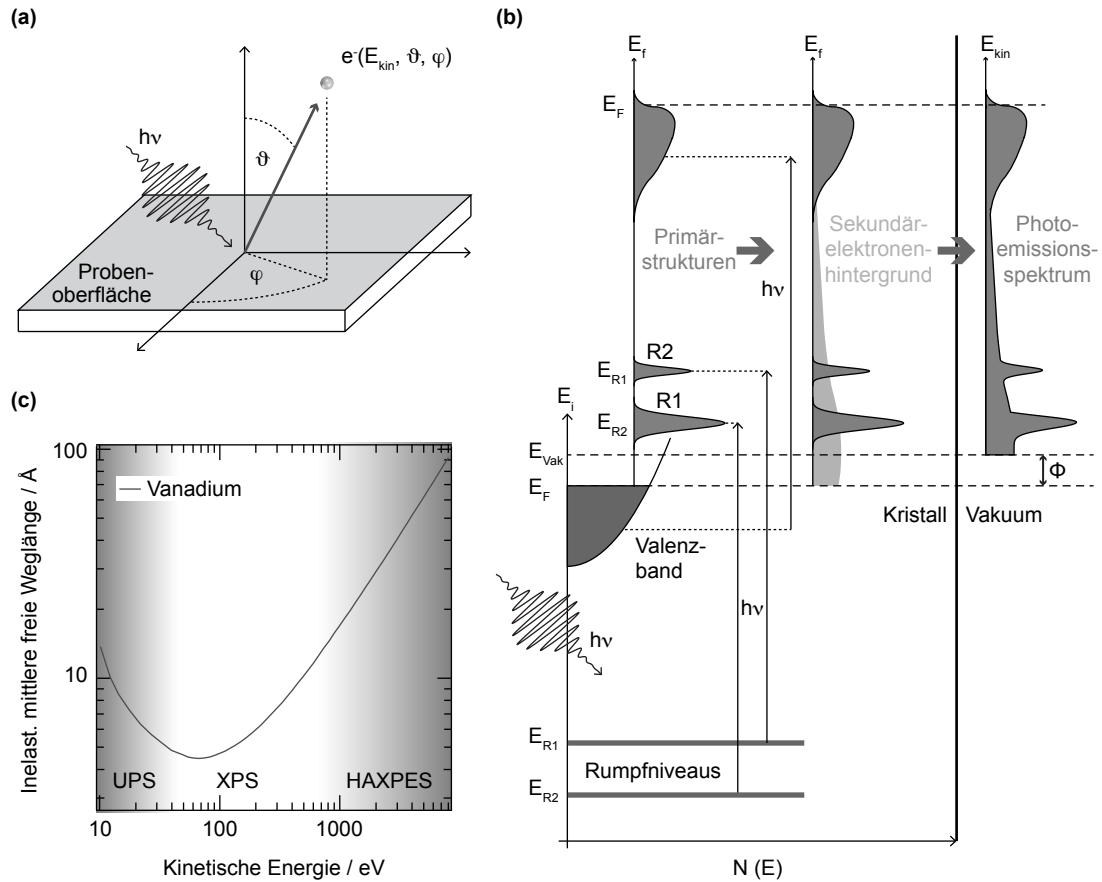 (a)
e⁻(E_kin, ϑ, φ)
hν
ϑ
φ
Proben-
oberfläche
(b)
E_f
E_f
E_kin
E_F
Primär-
strukturen
Sekundär-
elektronen-
hintergrund
Photo-
emissions-
spektrum
hν
R2
E_R1
R1
E_R2
E_i
E_Vak
Φ
E_F
Kristall
Vakuum
Valenz-
band
hν
hν
E_R1
Rumpfniveaus
E_R2
N (E)
(c)
Inelast. mittlere freie Weglänge / Å
100
10
Vanadium
UPS
XPS
HAXPES
10
100
1000
Kinetische Energie / eV